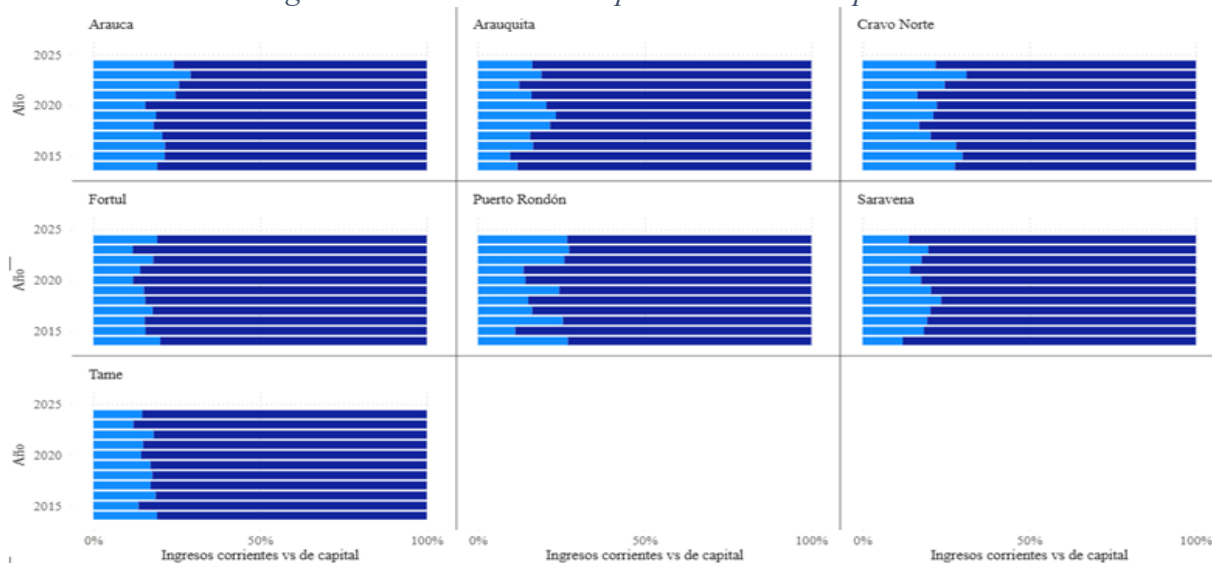 Arauca
Arauquita
Cravo Norte
2025
2020
2015
Año
Fortul
Puerto Rondón
Saravena
2025
2020
2015
Año
Tame
2025
2020
2015
Año
0% 50% 100%
0% 50% 100%
0% 50% 100%
Ingresos corrientes vs de capital
Ingresos corrientes vs de capital
Ingresos corrientes vs de capital